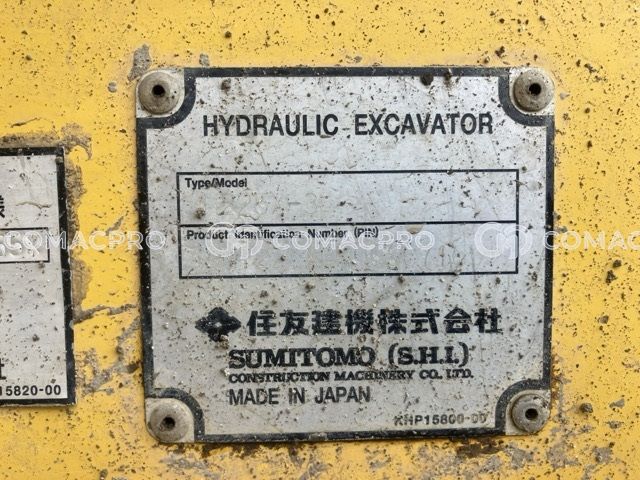 HYDRAULIC EXCAVATOR
Type/Model
Product Identification Number (PIN)
COMACPRO COMACPRO COMACPRO
住友建機株式会社
SUMITOMO (S.H.I.)
CONSTRUCTION MACHINERY CO., LTD.
MADE IN JAPAN
KHP15800-00
社
15820-00